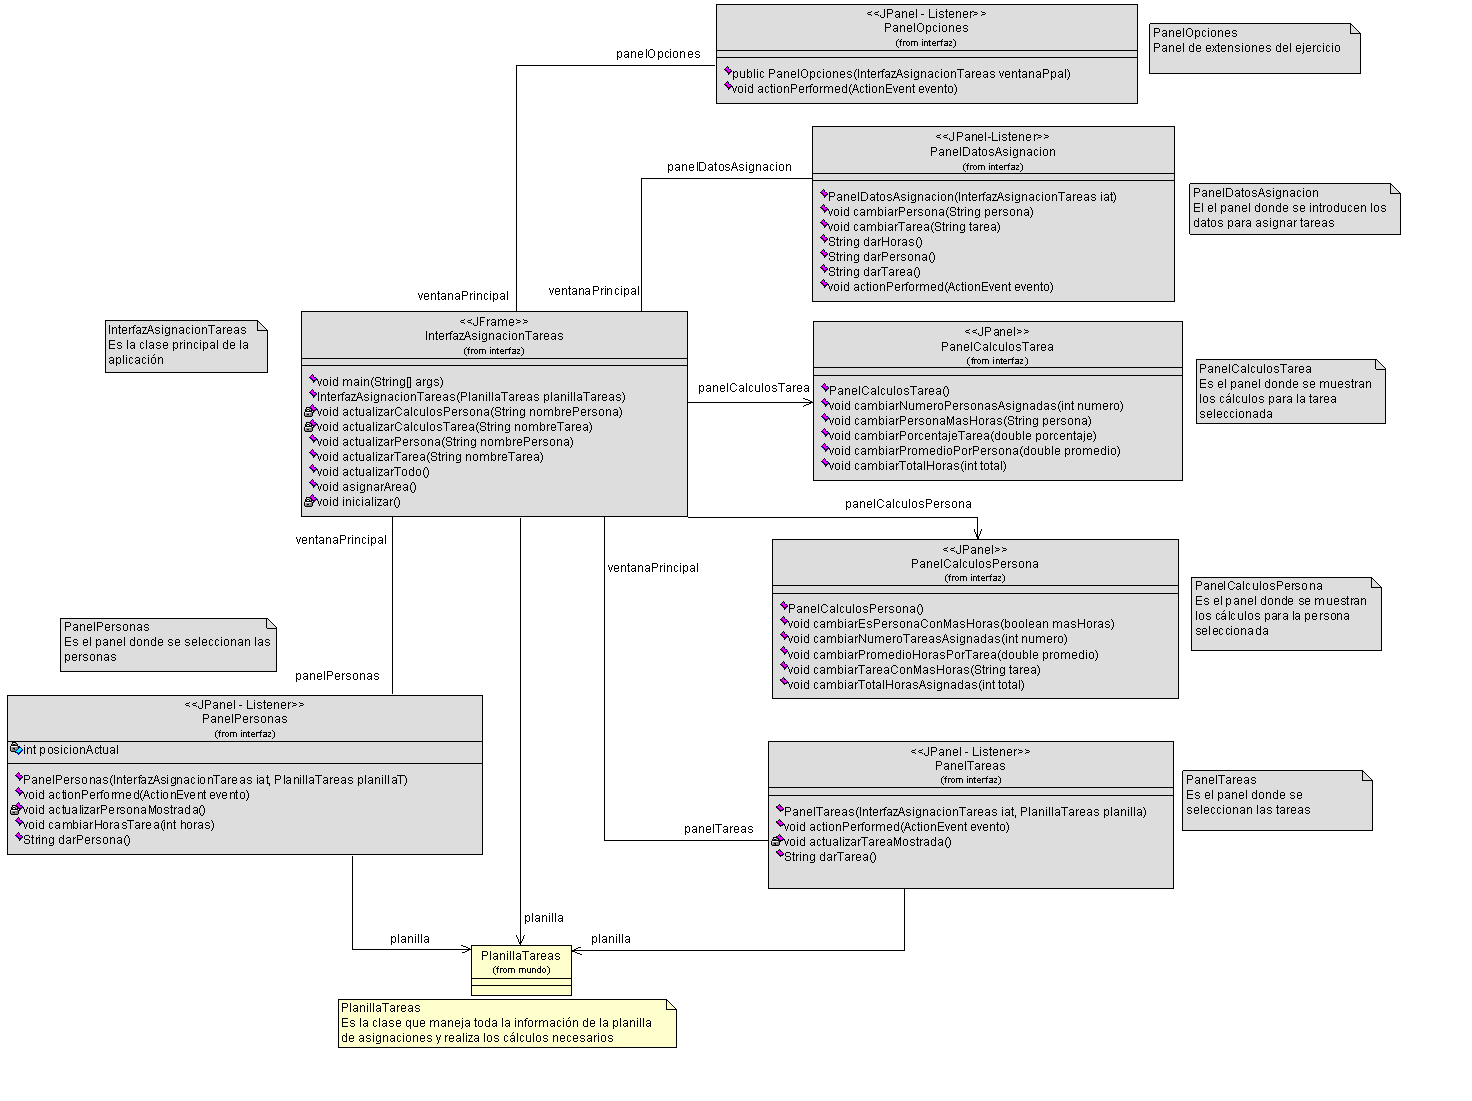 <<JPanel - Listener>>
PanelOpciones
(from interfaz)
public PanelOpciones(InterfazAsignacionTareas ventanaPpal)
void actionPerformed(ActionEvent evento)
PanelOpciones
Panel de extensiones del ejercicio
panelOpciones
ventanaPrincipal
<<JPanel-Listener>>
PanelDatosAsignacion
(from interfaz)
PanelDatosAsignacion(InterfazAsignacionTareas iat)
void cambiarPersona(String persona)
void cambiarTarea(String tarea)
String darHoras()
String darPersona()
String darTarea()
void actionPerformed(ActionEvent evento)
PanelDatosAsignacion
El el panel donde se introducen los
datos para asignar tareas
panelDatosAsignacion
ventanaPrincipal
InterfazAsignacionTareas
Es la clase principal de la
aplicación
<<JFrame>>
InterfazAsignacionTareas
(from interfaz)
void main(String[] args)
InterfazAsignacionTareas(PlanillaTareas planillaTareas)
void actualizarCalculosPersona(String nombrePersona)
void actualizarCalculosTarea(String nombreTarea)
void actualizarPersona(String nombrePersona)
void actualizarTarea(String nombreTarea)
void actualizarTodo()
void asignarArea()
void inicializar()
panelCalculosTarea
<<JPanel>>
PanelCalculosTarea
(from interfaz)
PanelCalculosTarea()
void cambiarNumeroPersonasAsignadas(int numero)
void cambiarPersonaMasHoras(String persona)
void cambiarPorcentajeTarea(double porcentaje)
void cambiarPromedioPorPersona(double promedio)
void cambiarTotalHoras(int total)
PanelCalculosTarea
Es el panel donde se muestran
los cálculos para la tarea
seleccionada
panelCalculosPersona
<<JPanel>>
PanelCalculosPersona
(from interfaz)
PanelCalculosPersona()
void cambiarEsPersonaConMasHoras(boolean masHoras)
void cambiarNumeroTareasAsignadas(int numero)
void cambiarPromedioHorasPorTarea(double promedio)
void cambiarTareaConMasHoras(String tarea)
void cambiarTotalHorasAsignadas(int total)
PanelCalculosPersona
Es el panel donde se muestran
los cálculos para la persona
seleccionada
ventanaPrincipal
ventanaPrincipal
PanelPersonas
Es el panel donde se seleccionan las
personas
panelPersonas
<<JPanel - Listener>>
PanelPersonas
(from interfaz)
int posicionActual
PanelPersonas(InterfazAsignacionTareas iat, PlanillaTareas planillaT)
void actionPerformed(ActionEvent evento)
void actualizarPersonaMostrada()
void cambiarHorasTarea(int horas)
String darPersona()
panelTareas
<<JPanel - Listener>>
PanelTareas
(from interfaz)
PanelTareas(InterfazAsignacionTareas iat, PlanillaTareas planilla)
void actionPerformed(ActionEvent evento)
void actualizarTareaMostrada()
String darTarea()
PanelTareas
Es el panel donde se
seleccionan las tareas
planilla
planilla
planilla
PlanillaTareas
(from mundo)
PlanillaTareas
Es la clase que maneja toda la información de la planilla
de asignaciones y realiza los cálculos necesarios